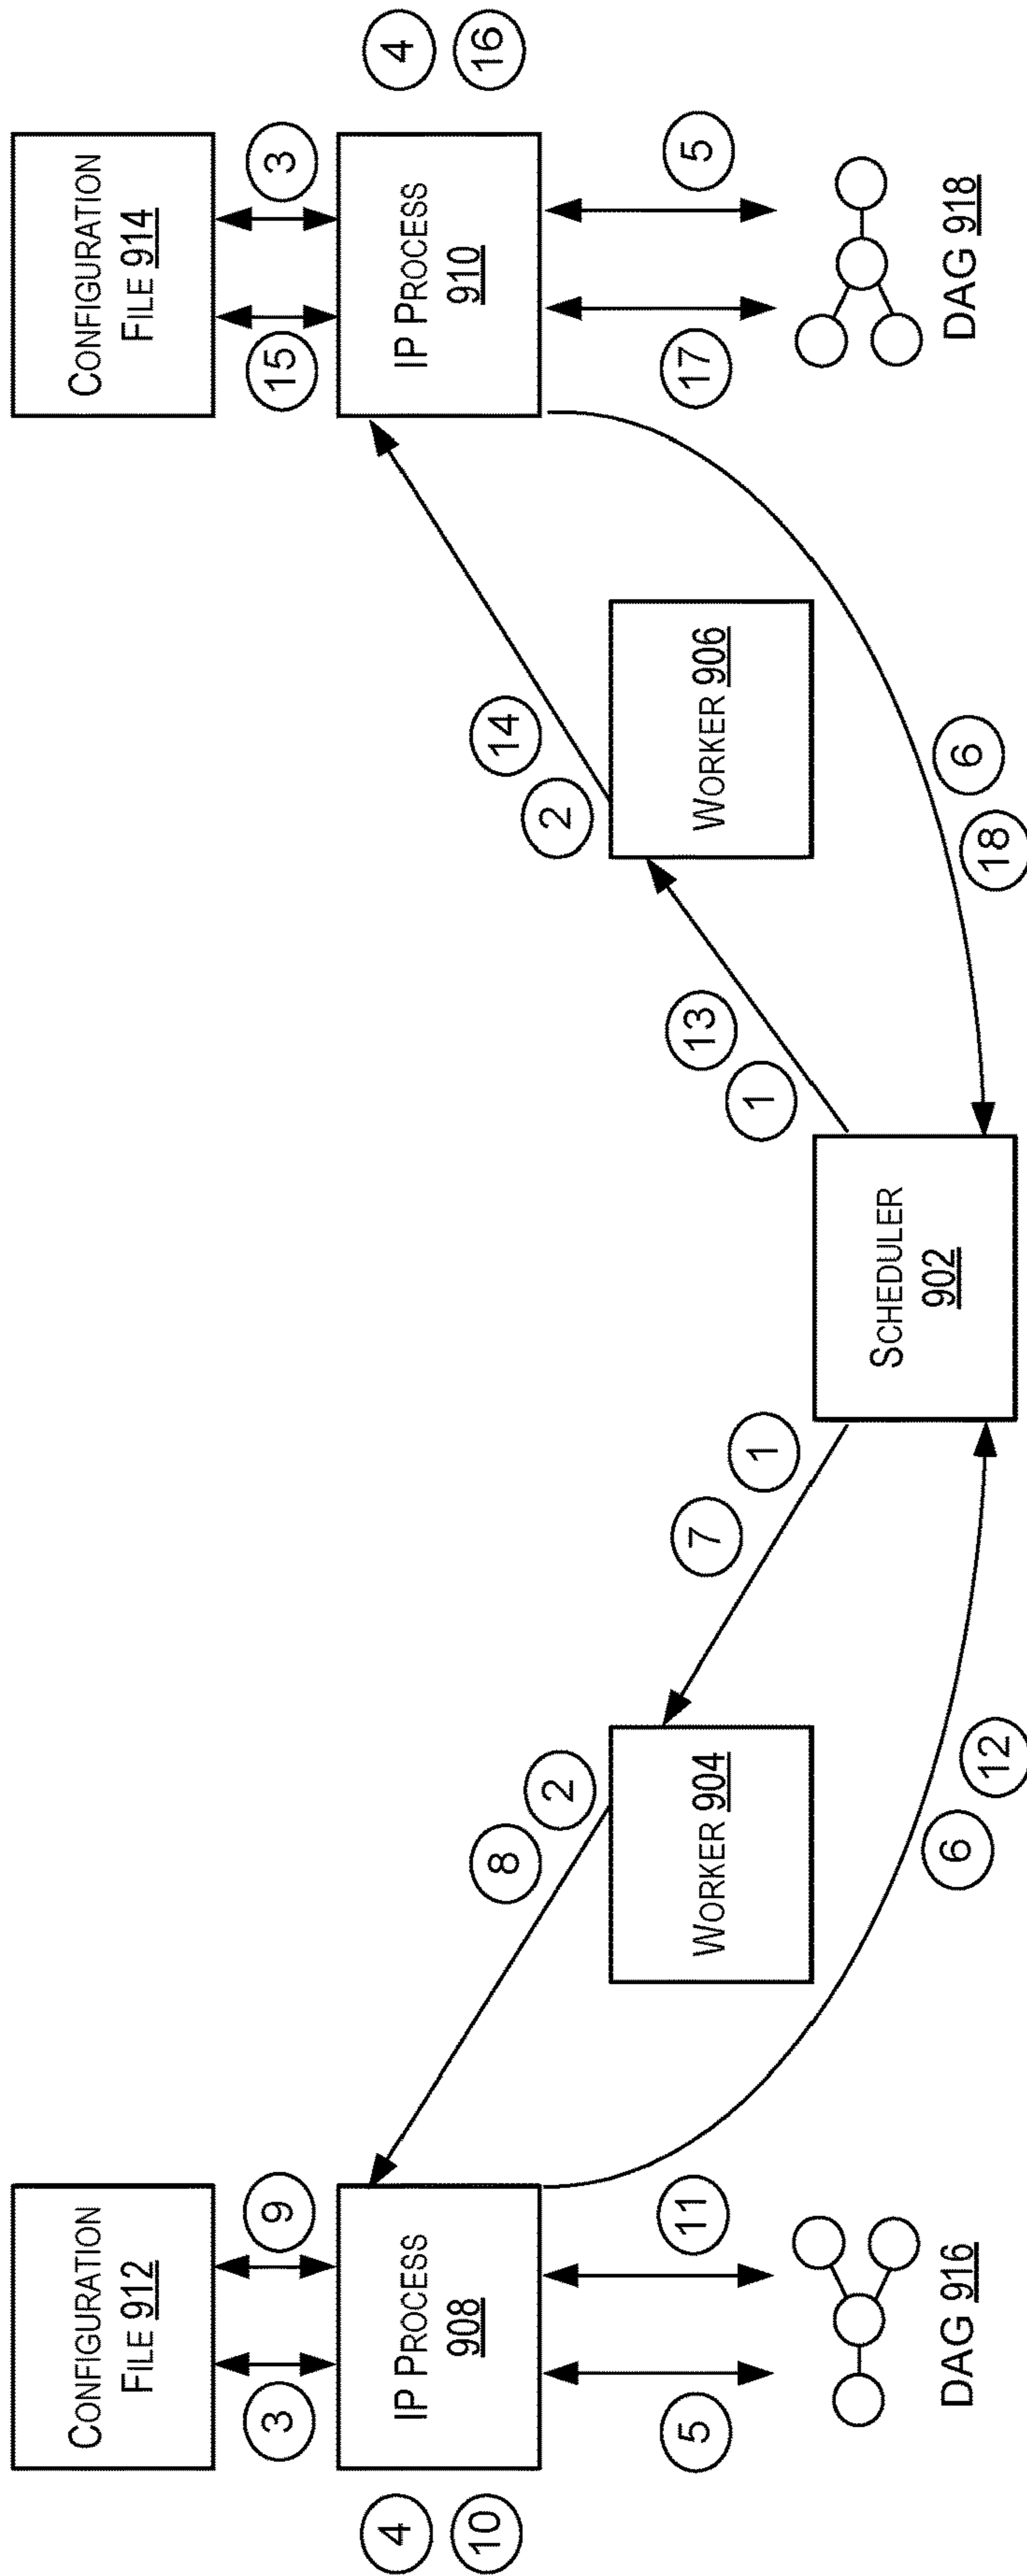 CONFIGURATION
FILE 912
CONFIGURATION
FILE 914
3
9
15
3
4
10
IP PROCESS
908
IP PROCESS
910
4
16
8
2
14
2
5
11
7
1
13
1
17
5
WORKER 904
WORKER 906
SCHEDULER
902
DAG 916
DAG 918
6
12
6
18